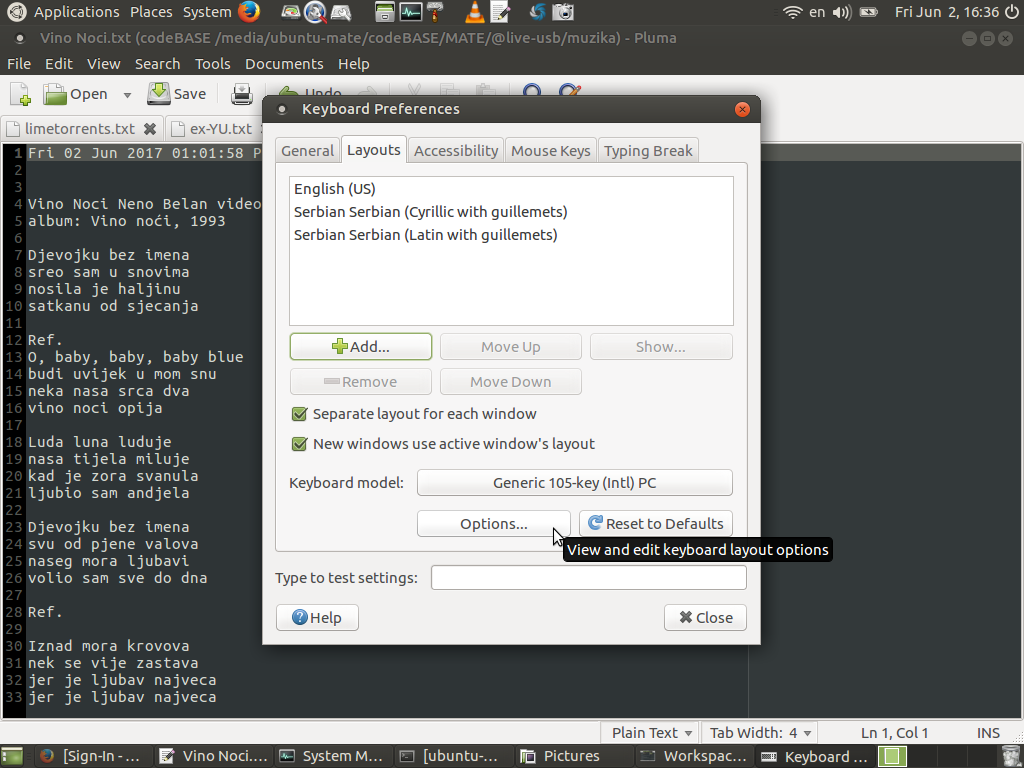 Applications Places System en Fri Jun 2, 16:36
Vino Noci.txt (codeBASE /media/ubuntu-mate/codeBASE/MATE/@live-usb/muzika) - Pluma
File Edit View Search Tools Documents Help
Open Save Undo
limetorrents.txt ex-YU.txt
1 Fri 02 Jun 2017 01:01:58 P
2
3
4 Vino Noci Neno Belan video
5 album: Vino noći, 1993
6
7 Djevojku bez imena
8 sreo sam u snovima
9 nosila je haljinu
10 satkanu od sjecanja
11
12 Ref.
13 O, baby, baby, baby blue
14 budi uvijek u mom snu
15 neka nasa srca dva
16 vino noci opija
17
18 Luda luna luduje
19 nasa tijela miluje
20 kad je zora svanula
21 ljubio sam andjela
22
23 Djevojku bez imena
24 svu od pjene valova
25 naseg mora ljubavi
26 volio sam sve do dna
27
28 Ref.
29
30 Iznad mora krovova
31 nek se vije zastava
32 jer je ljubav najveca
33 jer je ljubav najveca
Keyboard Preferences
General Layouts Accessibility Mouse Keys Typing Break
English (US)
Serbian Serbian (Cyrillic with guillemets)
Serbian Serbian (Latin with guillemets)
Add... Move Up Show...
Remove Move Down
Separate layout for each window
New windows use active window's layout
Keyboard model: Generic 105-key (Intl) PC
Options... Reset to Defaults
View and edit keyboard layout options
Type to test settings:
Help Close
Plain Text Tab Width: 4 Ln 1, Col 1 INS
[Sign-In - ... Vino Noci.... System M... [ubuntu-... Pictures Workspac... Keyboard ...